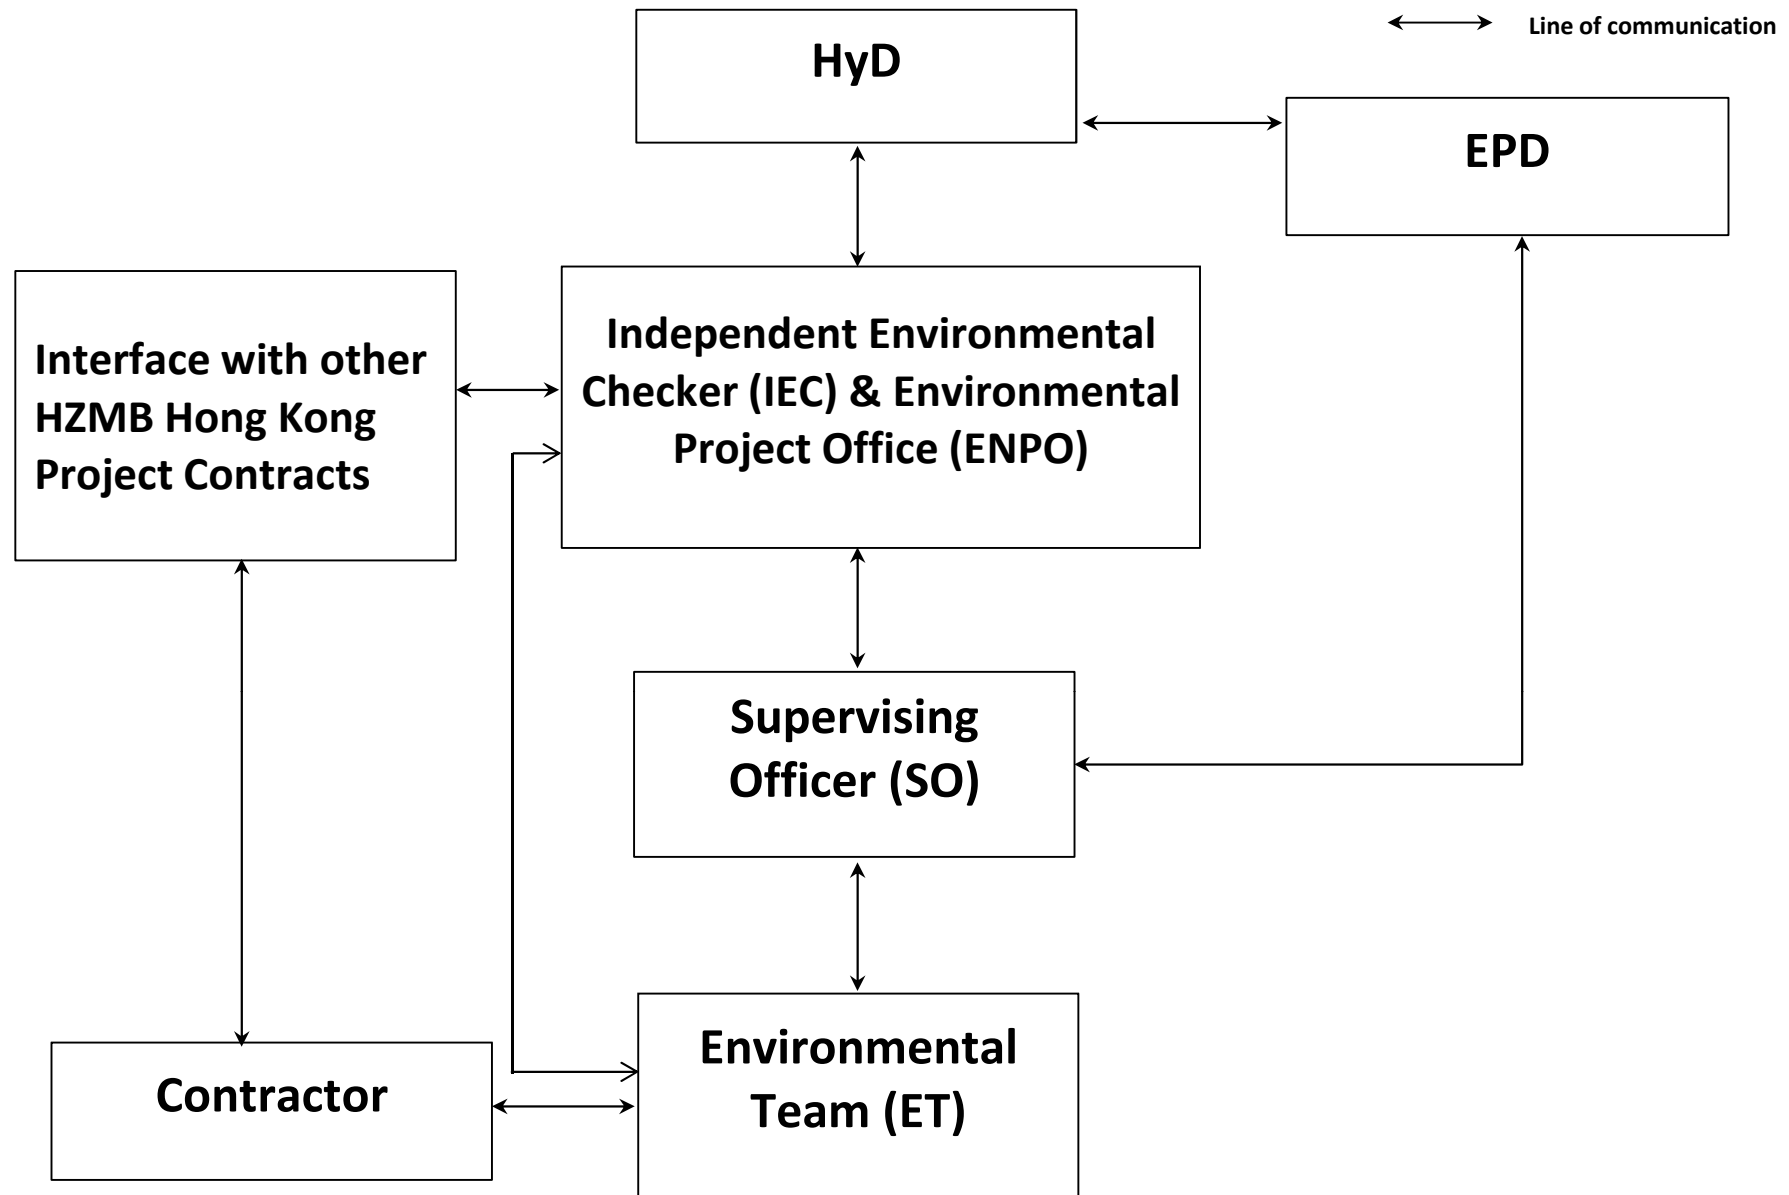 Line of communication
HyD
EPD
Interface with other
HZMB Hong Kong
Project Contracts
Independent Environmental
Checker (IEC) & Environmental
Project Office (ENPO)
Supervising
Officer (SO)
Contractor
Environmental
Team (ET)